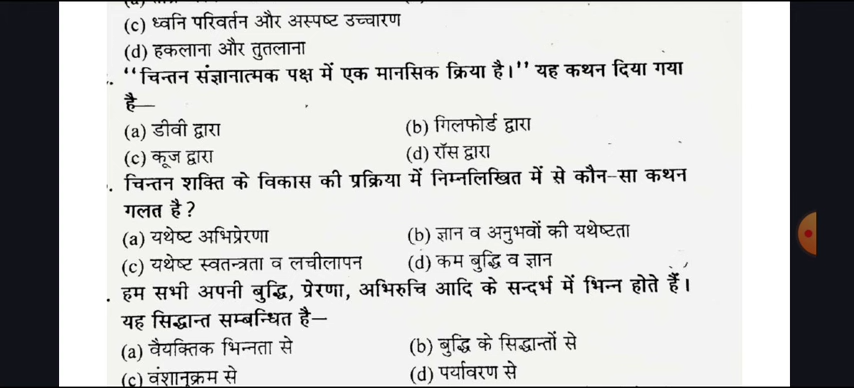 (c) ध्वनि परिवर्तन और अस्पष्ट उच्चारण
(d) हकलाना और तुतलाना
“चिन्तन संज्ञानात्मक पक्ष में एक मानसिक क्रिया है।” यह कथन दिया गया
है—
(a) डीवी द्वारा (b) गिलफोर्ड द्वारा
(c) क्रूज द्वारा (d) रॉस द्वारा
चिन्तन शक्ति के विकास की प्रक्रिया में निम्नलिखित में से कौन-सा कथन
गलत है?
(a) यथेष्ट अभिप्रेरणा (b) ज्ञान व अनुभवों की यथेष्टता
(c) यथेष्ट स्वतन्त्रता व लचीलापन (d) कम बुद्धि व ज्ञान
हम सभी अपनी बुद्धि, प्रेरणा, अभिरुचि आदि के सन्दर्भ में भिन्न होते हैं।
यह सिद्धान्त सम्बन्धित है—
(a) वैयक्तिक भिन्नता से (b) बुद्धि के सिद्धान्तों से
(c) वंशानुक्रम से (d) पर्यावरण से